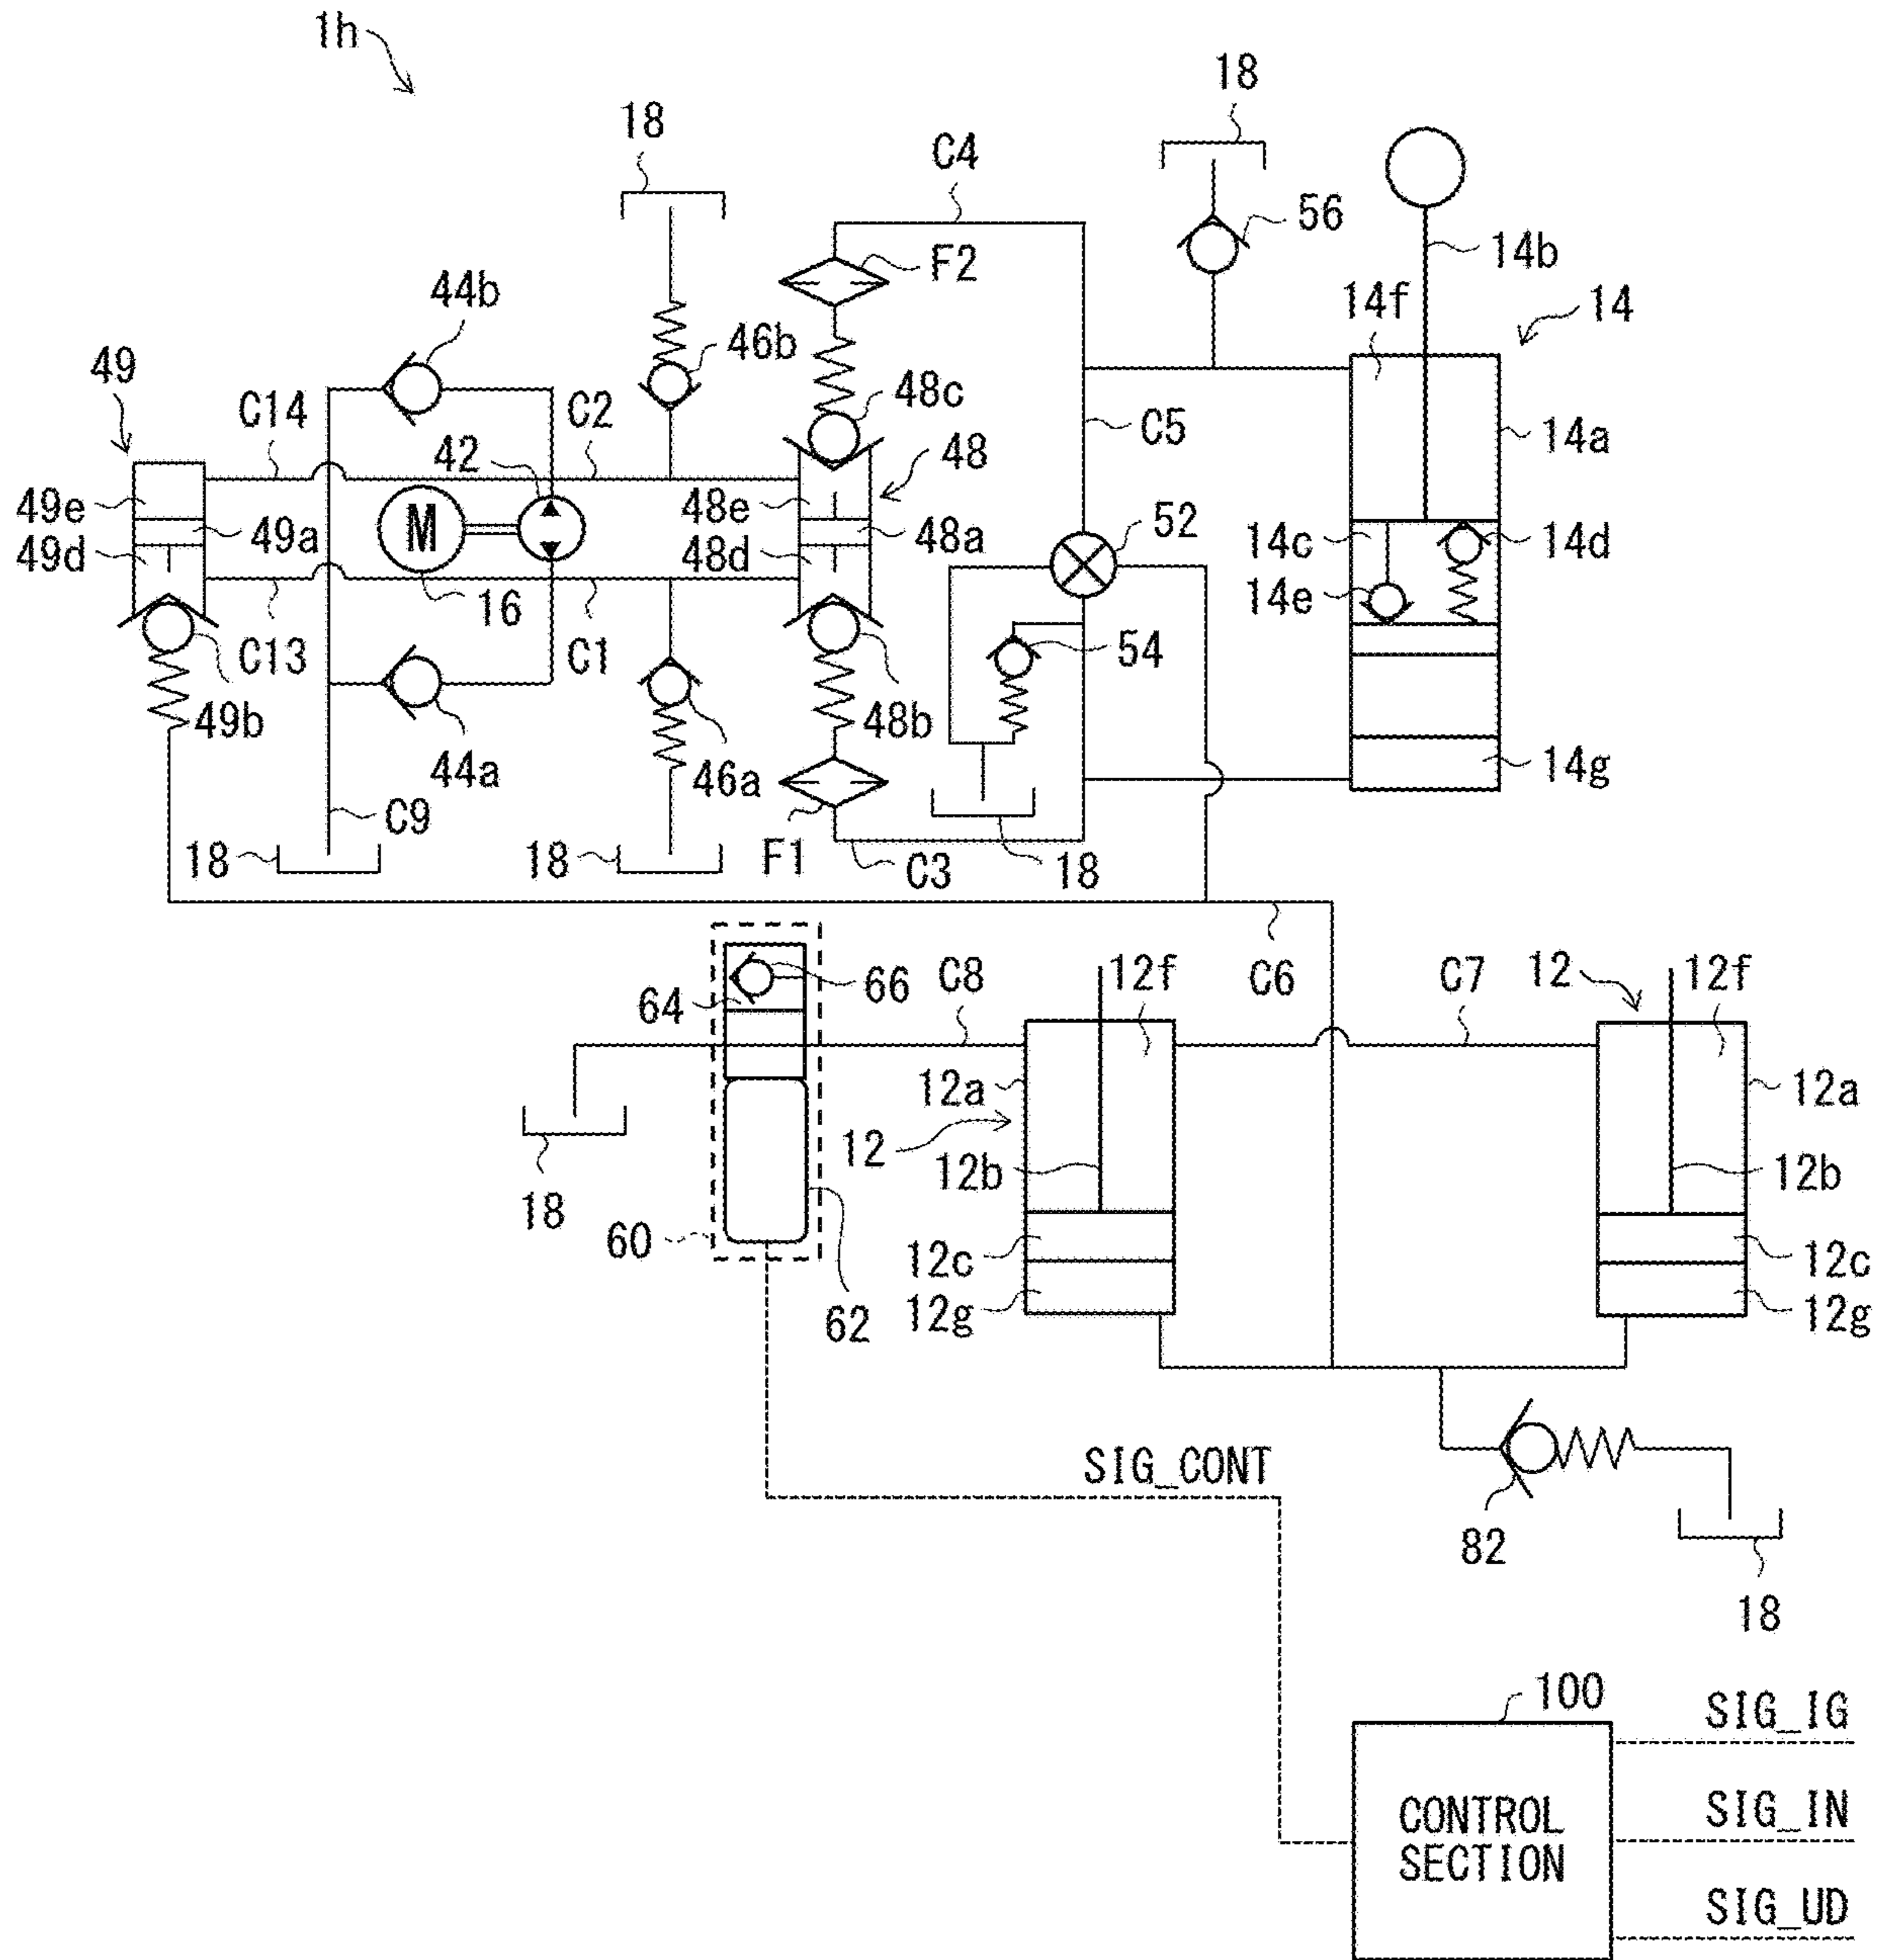 1h
18
18
C4
56
F2
14b
44b
14f
14
46b
49
48c
C14
C2
C5
14a
42
48
49e
48e
52
M
49a
48a
14c
14d
49d
48d
14e
16
54
C13
C1
49b
48b
44a
46a
14g
C9
18
18
F1
C3
18
66
C8
12f
C6
C7
12
12f
64
12a
12a
12
12b
12b
18
60
12c
12c
62
12g
12g
SIG_CONT
82
18
100
SIG_IG
CONTROL
SECTION
SIG_IN
SIG_UD